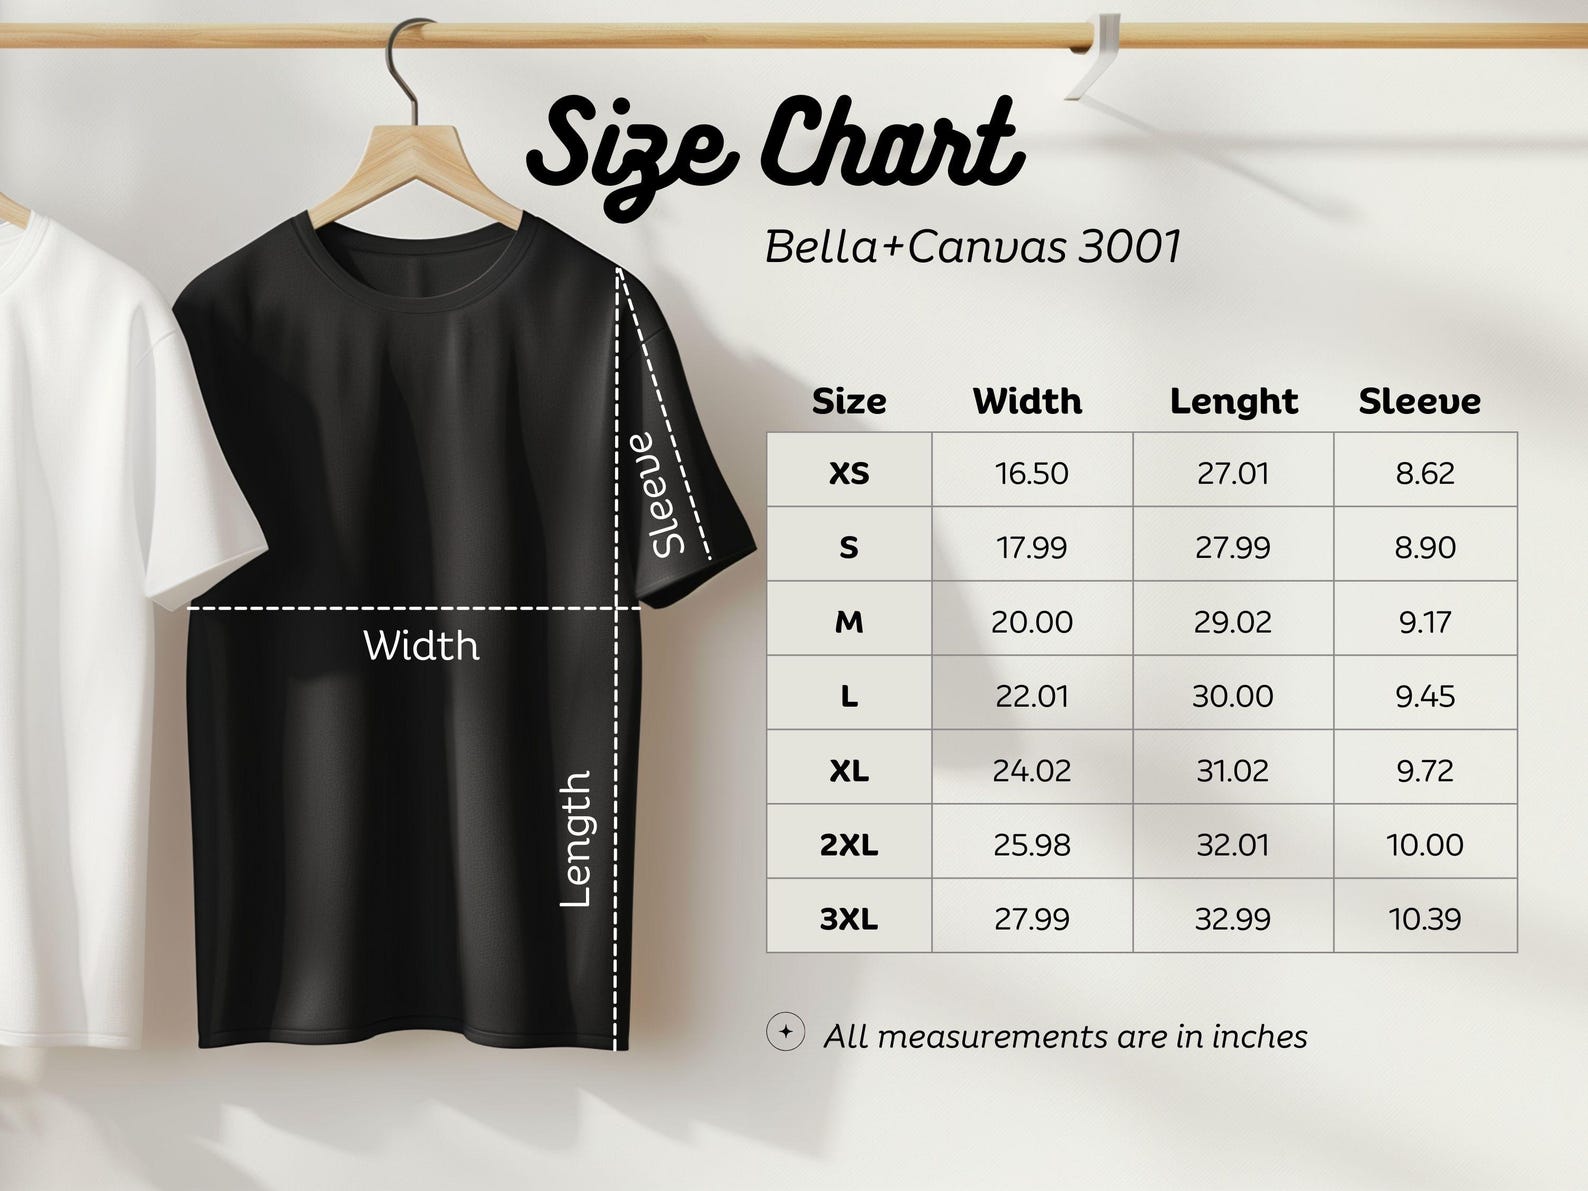 Size Chart
Bella+Canvas 3001
Size Width Lenght Sleeve
XS 16.50 27.01 8.62
S 17.99 27.99 8.90
M 20.00 29.02 9.17
L 22.01 30.00 9.45
XL 24.02 31.02 9.72
2XL 25.98 32.01 10.00
3XL 27.99 32.99 10.39
All measurements are in inches
Sleeve
Width
Length